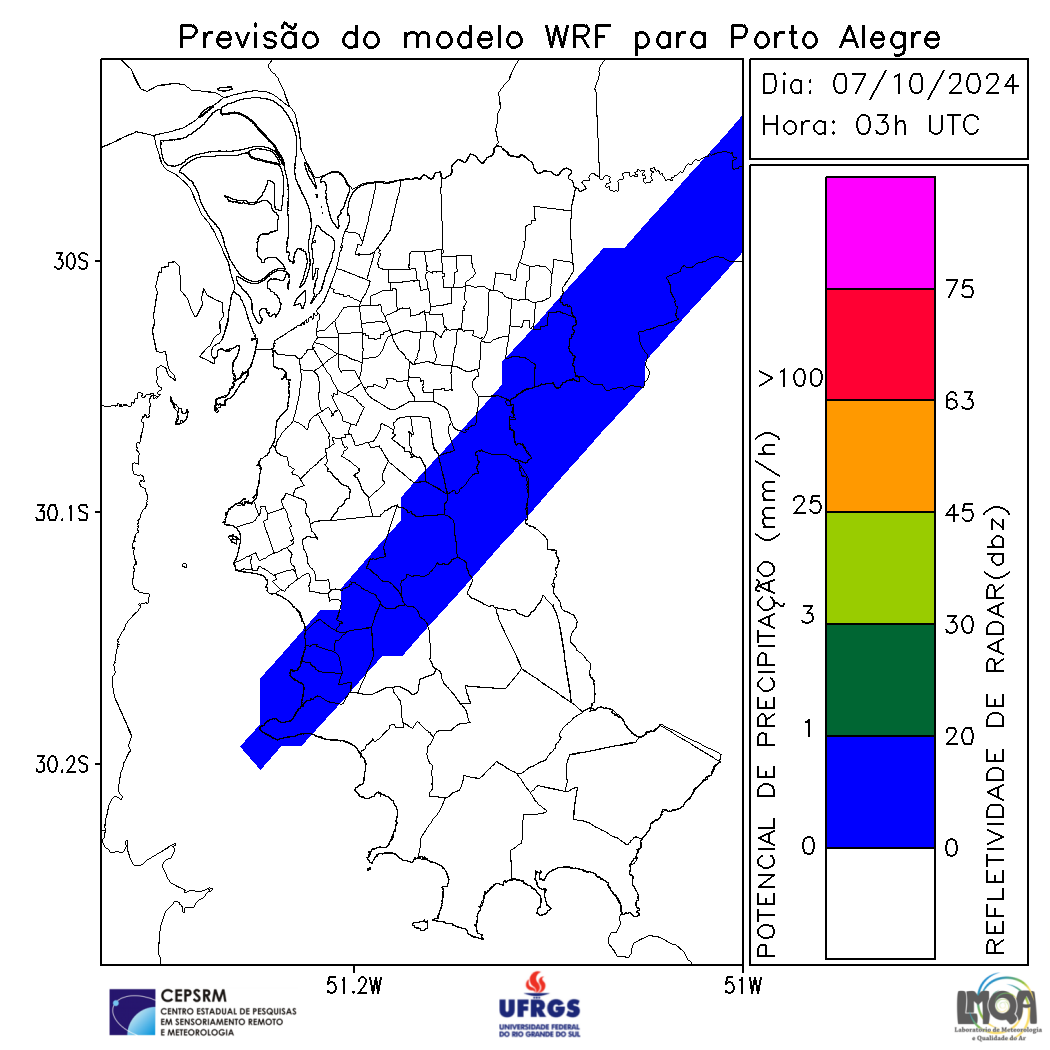 Previsão do modelo WRF para Porto Alegre
Dia: 07/10/2024
Hora: 03h UTC
30S
30.1S
30.2S
51.2W
51W
POTENCIAL DE PRECIPITAÇÃO (mm/h)
>100
25
3
1
0
75
63
45
30
20
0
REFLETIVIDADE DE RADAR(dbz)
CEPSRM
CENTRO ESTADUAL DE PESQUISAS
EM SENSORIAMENTO REMOTO
E METEOROLOGIA
UFRGS
UNIVERSIDADE FEDERAL
DO RIO GRANDE DO SUL
LMQA
Laboratório de Meteorologia
e Qualidade do Ar